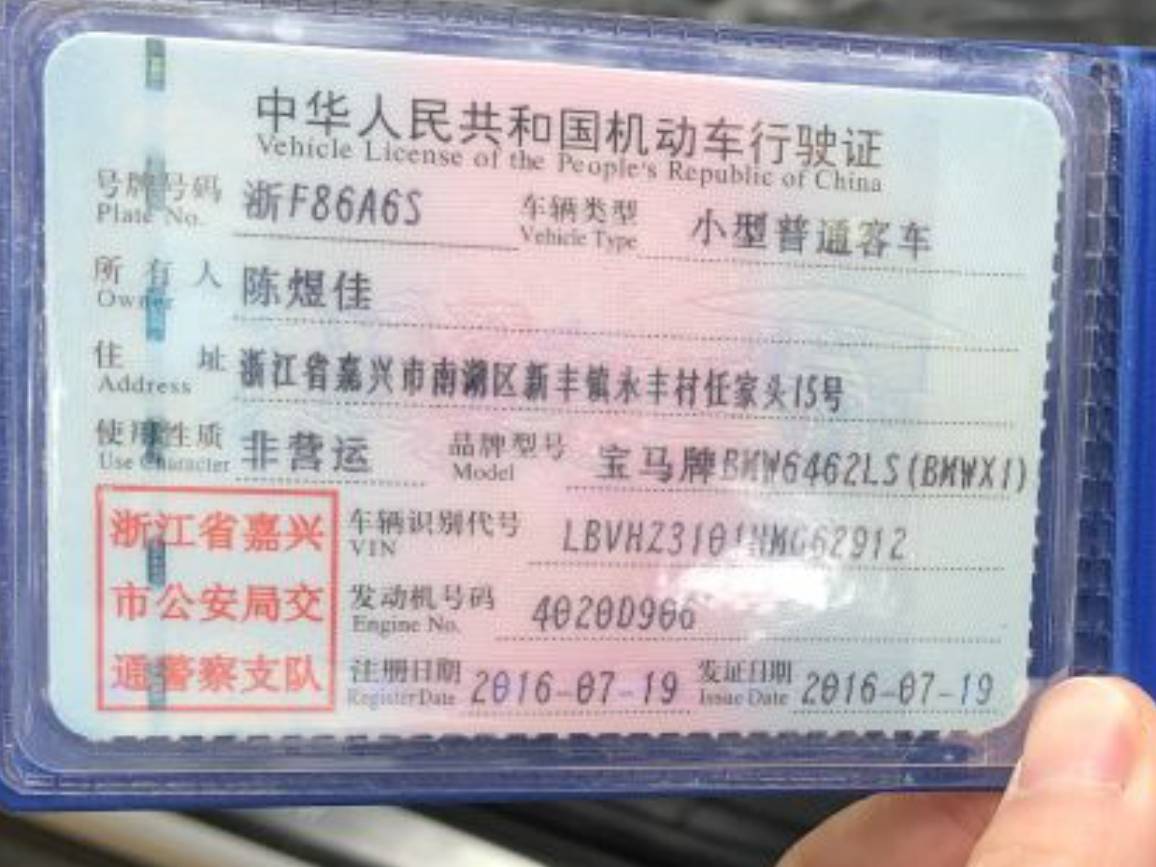 中华人民共和国机动车行驶证
Vehicle License of the People's Republic of China
号牌号码 浙F86A6S 车辆类型 小型普通客车
Plate No. Vehicle Type
所有人 陈煜佳
Owner
住址 浙江省嘉兴市南湖区新丰镇永丰村任家头15号
Address
使用性质 非营运 品牌型号 宝马牌BMW6462LS(BMWX1)
Use Character Model
浙江省嘉兴
市公安局交
通警察支队
车辆识别代号
VIN
发动机号码 4020D906
Engine No.
注册日期 2016-07-19 发证日期 2016-07-19
Register Date Issue Date